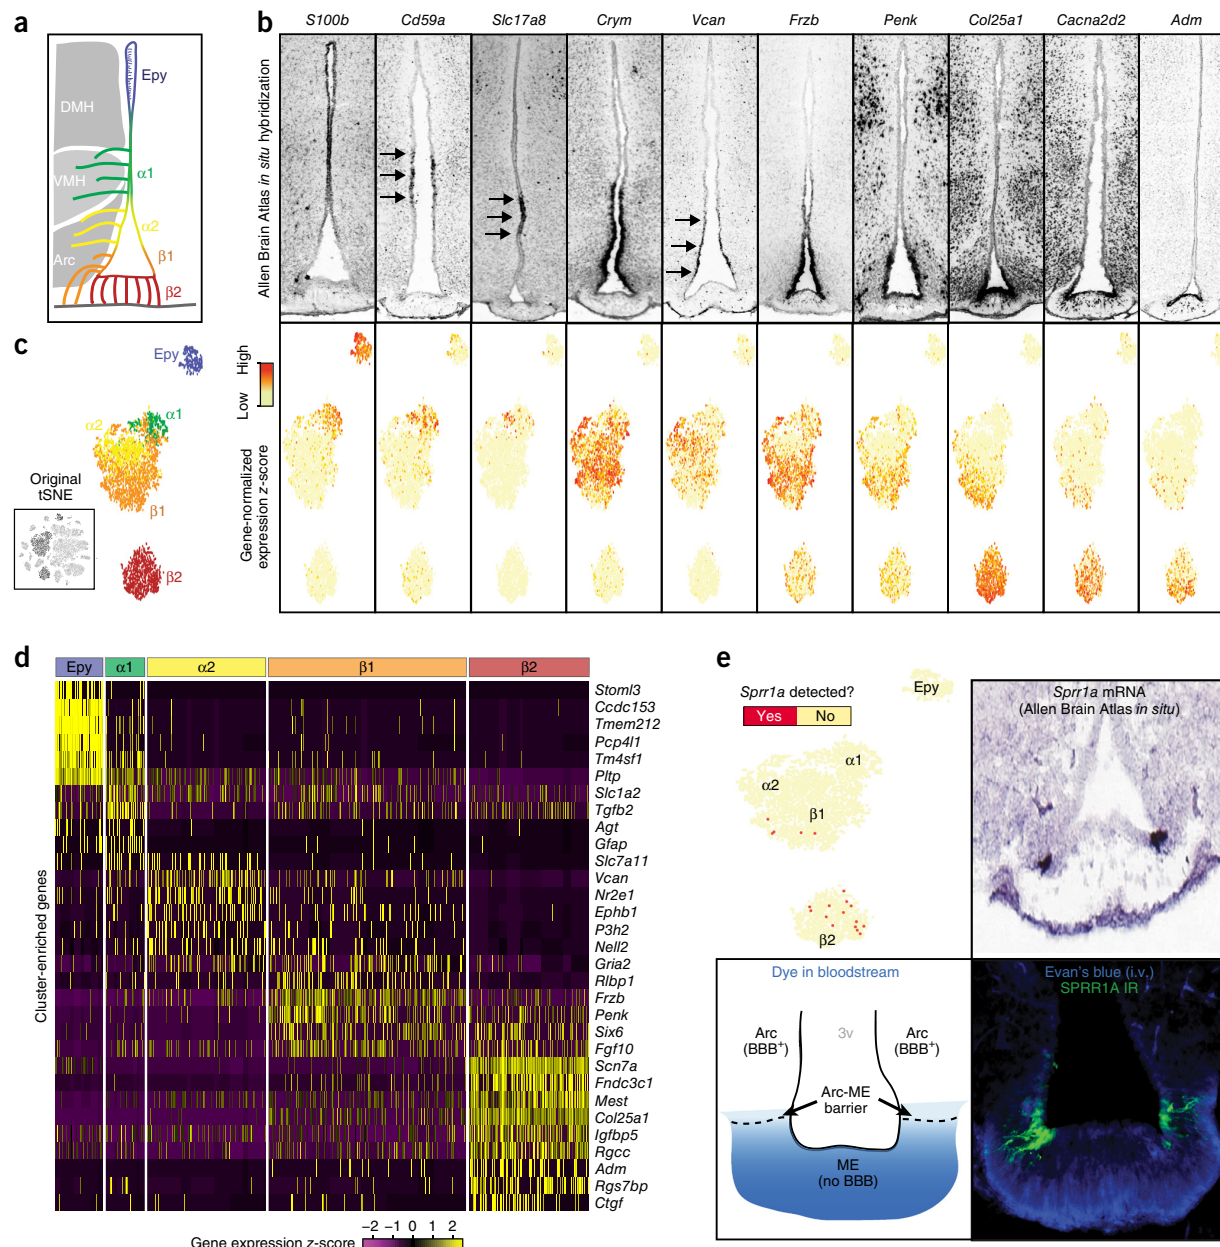 a
Epy
DMH
α1
VMH
α2
β1
Arc
β2
b
S100b Cd59a Slc17a8 Crym Vcan Frzb Penk Col25a1 Cacna2d2 Adm
Allen Brain Atlas in situ hybridization
High
Low
Gene-normalized
expression z-score
c
Epy
α1
α2
β1
Original
tSNE
β2
d
Epy α1 α2 β1 β2
Cluster-enriched genes
Stoml3
Ccdc153
Tmem212
Pcp4l1
Tm4sf1
Pltp
Slc1a2
Tgfb2
Agt
Gfap
Slc7a11
Vcan
Nr2e1
Ephb1
P3h2
Nell2
Gria2
Rlbp1
Frzb
Penk
Six6
Fgf10
Scn7a
Fndc3c1
Mest
Col25a1
Igfbp5
Rgcc
Adm
Rgs7bp
Ctgf
−2 −1 0 1 2
Gene expression z-score
e
Sprr1a detected?
Yes No
Epy
α1
α2
β1
β2
Sprr1a mRNA
(Allen Brain Atlas in situ)
Dye in bloodstream
Arc
(BBB+)
3v
Arc
(BBB+)
Arc-ME
barrier
ME
(no BBB)
Evan's blue (i.v.)
SPRR1A IR